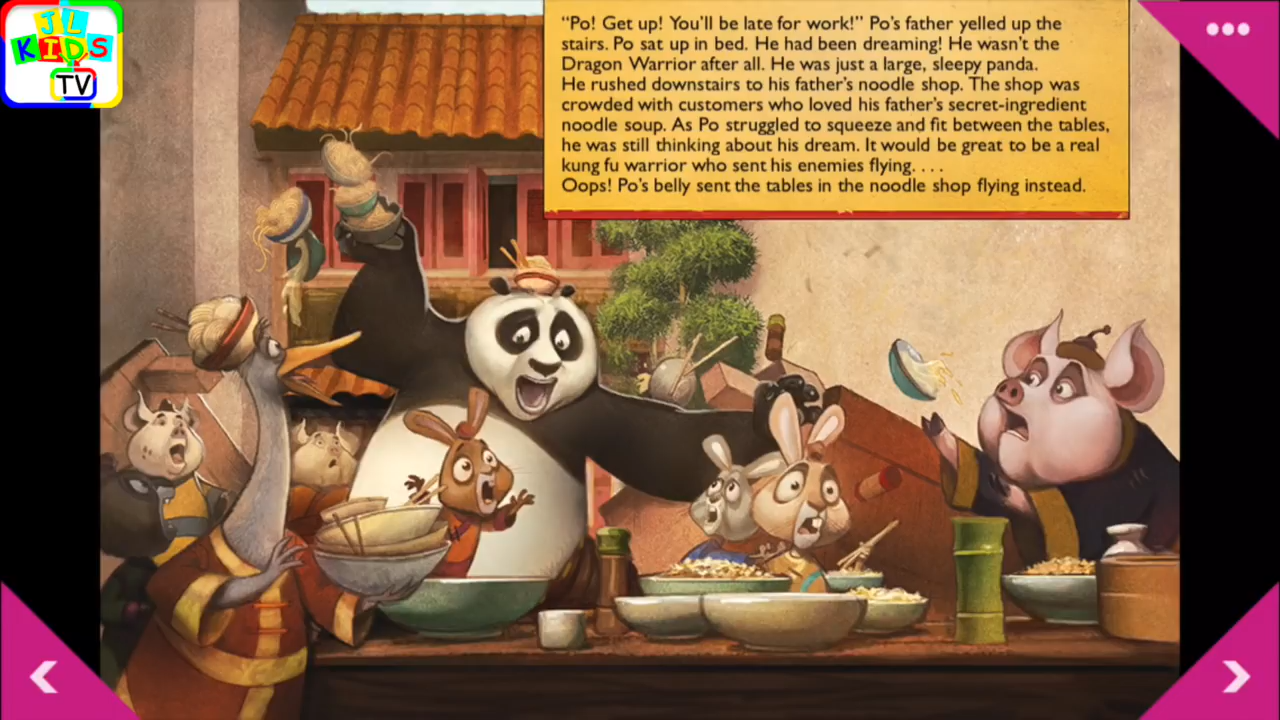 JL
KIDS
TV
“Po! Get up! You’ll be late for work!” Po’s father yelled up the
stairs. Po sat up in bed. He had been dreaming! He wasn’t the
Dragon Warrior after all. He was just a large, sleepy panda.
He rushed downstairs to his father’s noodle shop. The shop was
crowded with customers who loved his father’s secret-ingredient
noodle soup. As Po struggled to squeeze and fit between the tables,
he was still thinking about his dream. It would be great to be a real
kung fu warrior who sent his enemies flying. . . .
Oops! Po’s belly sent the tables in the noodle shop flying instead.